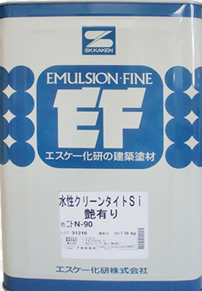 SK KAKEN
EMULSION・FINE
EF
エスケー化研の建築塗材
水性クリーンタイトSi
艶有り
N-90
31216
エスケー化研株式会社